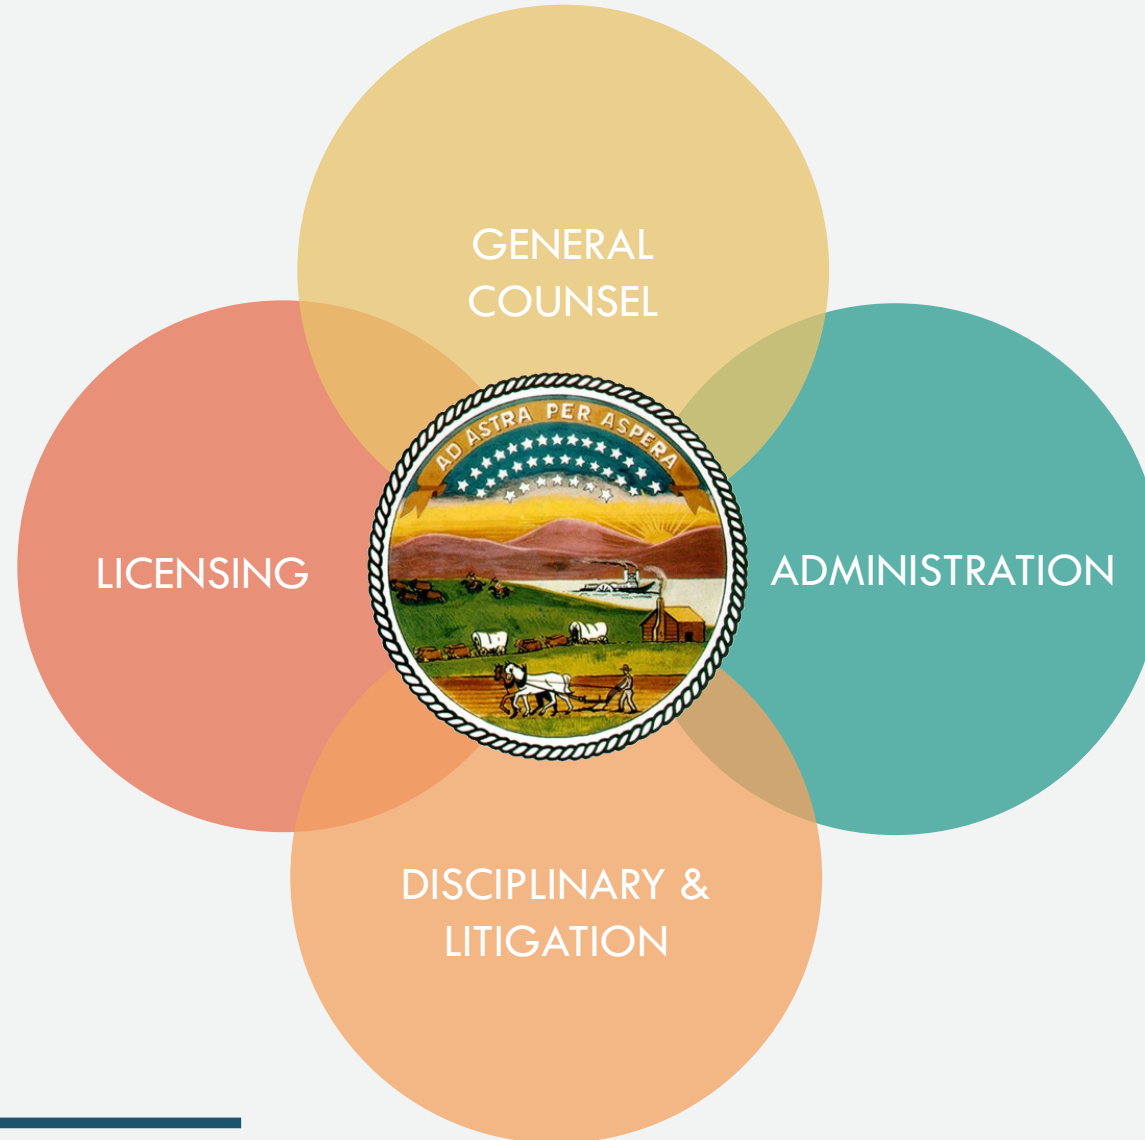 GENERAL
COUNSEL
AD ASTRA PER ASPERA
LICENSING
ADMINISTRATION
DISCIPLINARY &
LITIGATION